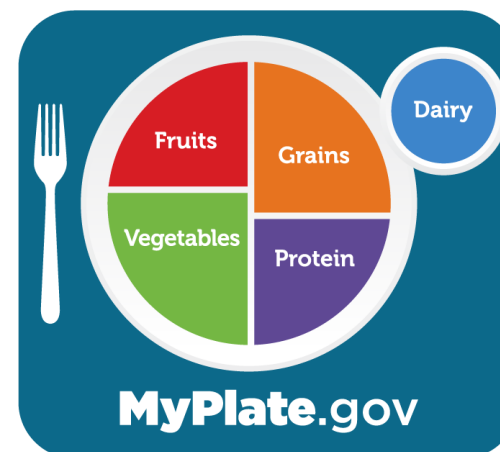 Dairy
Fruits
Grains
Vegetables
Protein
MyPlate.gov